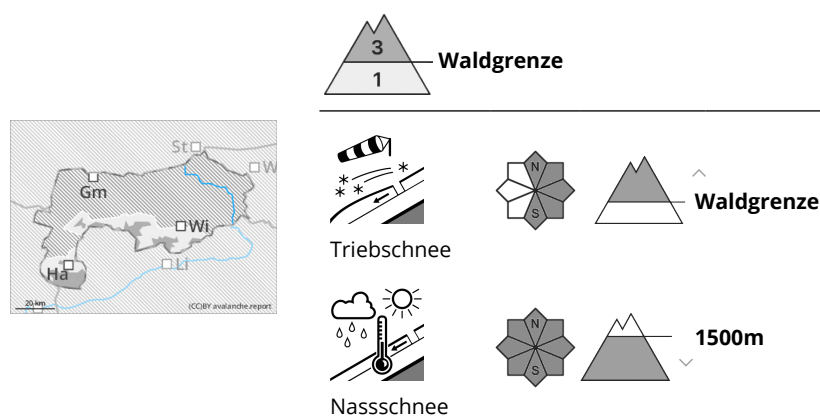 3
Waldgrenze
1
St
W
Gm
Wi
Li
Ha
20 km
(CC)BY avalanche.report
N
S
Waldgrenze
Triebschnee
N
S
1500m
Nassschnee